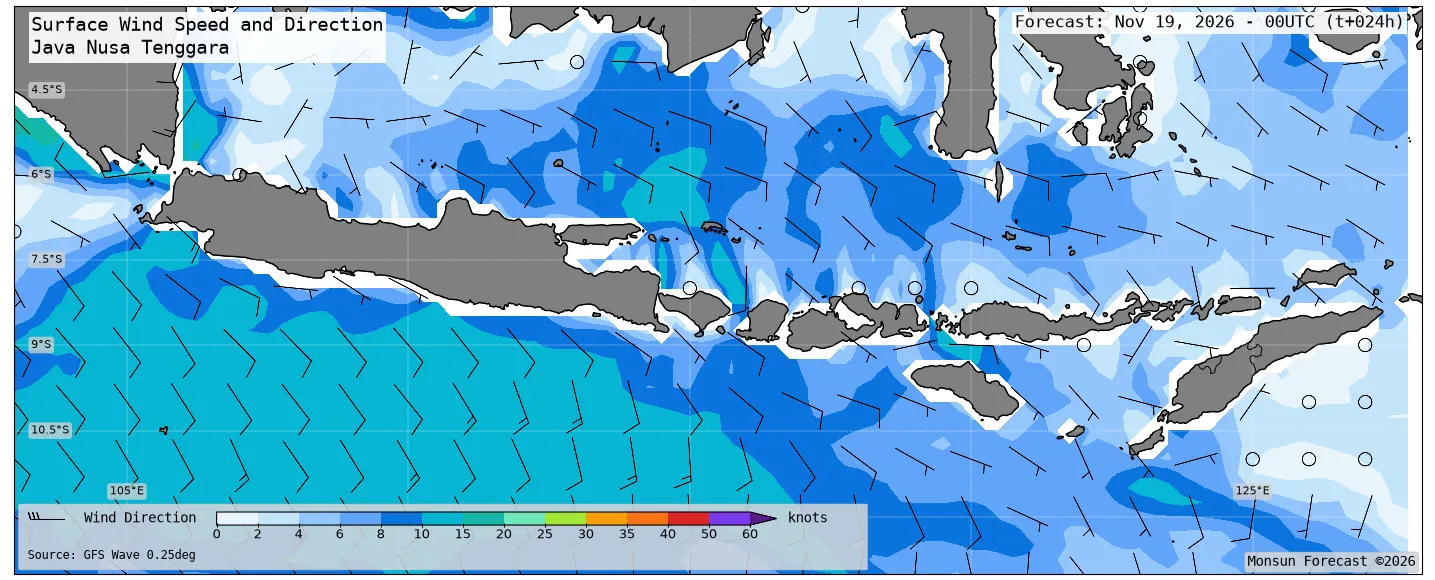 Surface Wind Speed and Direction
Java Nusa Tenggara
Forecast: Nov 19, 2026 - 00UTC (t+024h)
4.5°S
6°S
7.5°S
9°S
10.5°S
105°E
125°E
Wind Direction
0 2 4 6 8 10 15 20 25 30 35 40 50 60
knots
Source: GFS Wave 0.25deg
Monsun Forecast ©2026